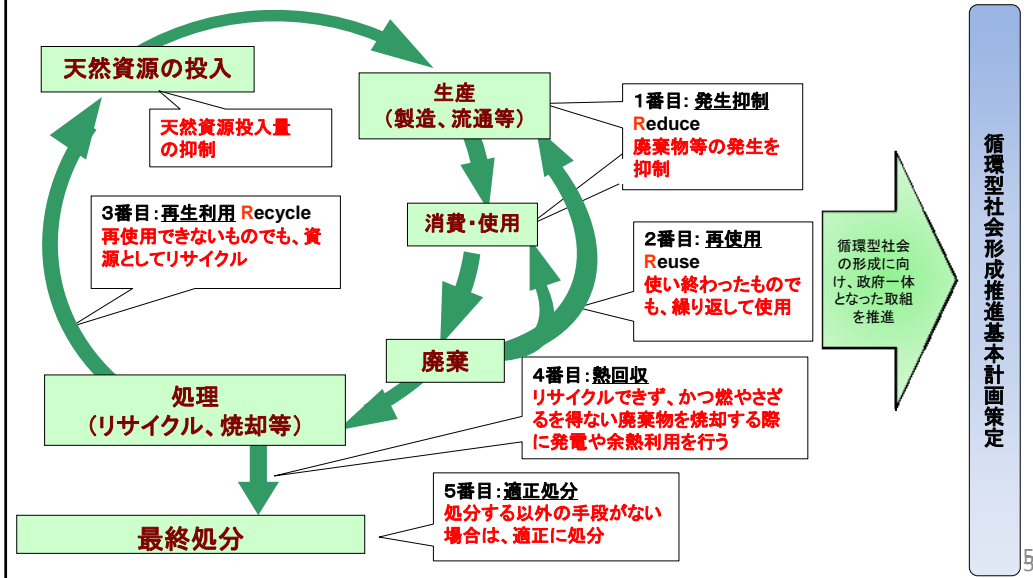 天然資源の投入
天然資源投入量
の抑制
生産
(製造、流通等)
1番目: 発生抑制
Reduce
廃棄物等の発生を
抑制
3番目:再生利用 Recycle
再使用できないものでも、資
源としてリサイクル
消費・使用
2番目: 再使用
Reuse
使い終わったもので
も、繰り返して使用
廃棄
処理
(リサイクル、焼却等)
4番目:熱回収
リサイクルできず、かつ燃やさざ
るを得ない廃棄物を焼却する際
に発電や余熱利用を行う
5番目:適正処分
処分する以外の手段がない
場合は、適正に処分
最終処分
循環型社会
の形成に向
け、政府一体
となった取組
を推進
循環型社会形成推進基本計画策定